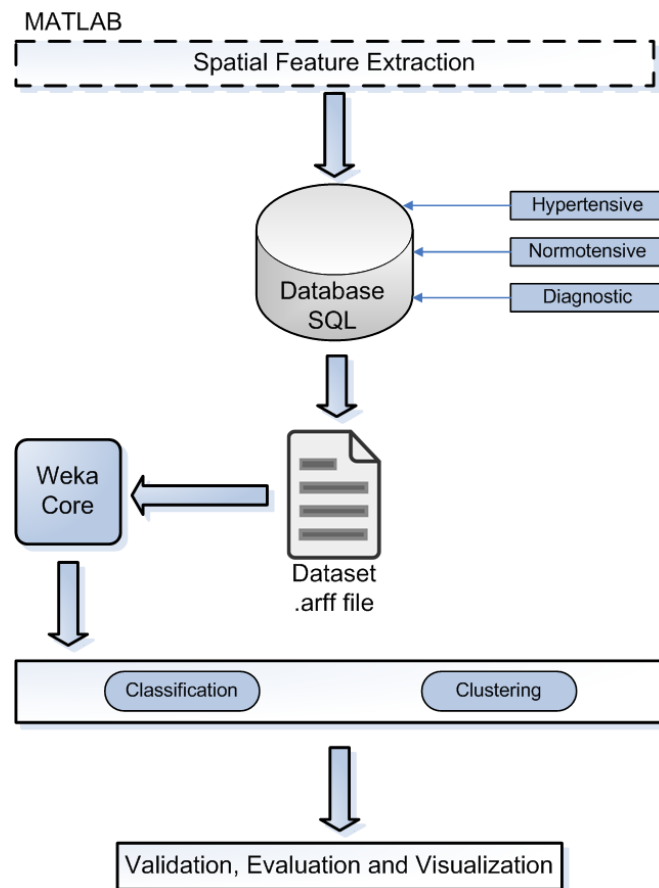 MATLAB
Spatial Feature Extraction
Hypertensive
Normotensive
Diagnostic
Database
SQL
Weka
Core
Dataset
.arff file
Classification
Clustering
Validation, Evaluation and Visualization